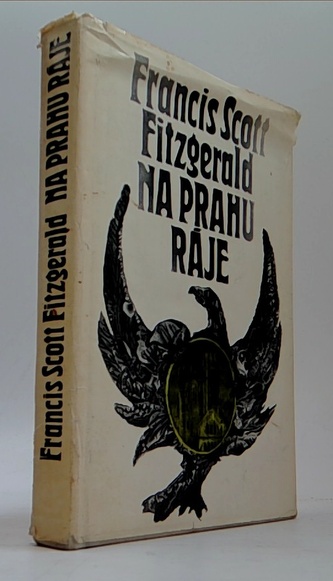 Francis Scott Fitzgerald NA PRAHU RÁJE
Francis Scott
Fitzgerald
NA PRAHU
RÁJE